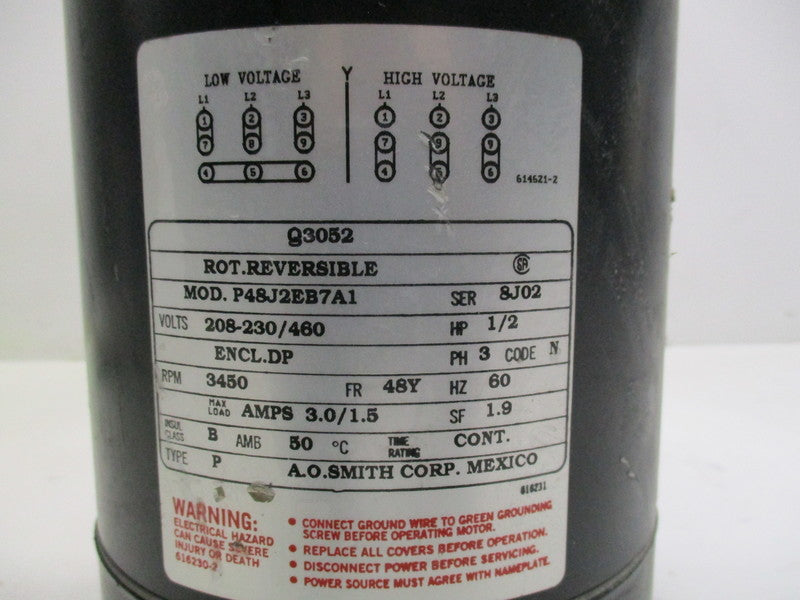 LOW VOLTAGE Y HIGH VOLTAGE
L1 L2 L3 L1 L2 L3
1 2 3 1 2 3
7 8 9 7 9
4 5 6 4 6
614621-2
Q3052
ROT.REVERSIBLE SA
MOD. P48J2EB7A1 SER 8J02
VOLTS 208-230/460 HP 1/2
ENCL.DP PH 3 CODE N
RPM 3450 FR 48Y HZ 60
MAX LOAD AMPS 3.0/1.5 SF 1.9
INSUL CLASS B AMB 50 °C TIME RATING CONT.
TYPE P A.O.SMITH CORP. MEXICO
616231
WARNING:
ELECTRICAL HAZARD
CAN CAUSE SEVERE
INJURY OR DEATH
616230-2
• CONNECT GROUND WIRE TO GREEN GROUNDING
SCREW BEFORE OPERATING MOTOR.
• REPLACE ALL COVERS BEFORE OPERATION.
• DISCONNECT POWER BEFORE SERVICING.
• POWER SOURCE MUST AGREE WITH NAMEPLATE.